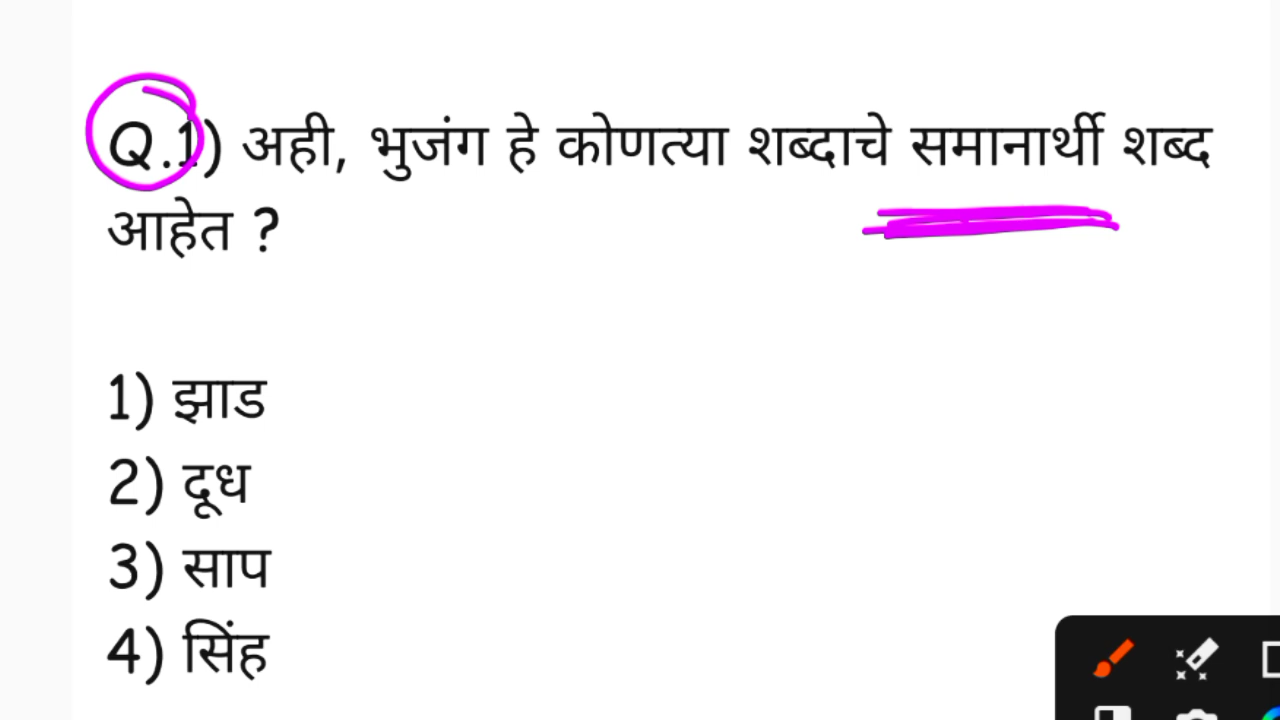 Q.1) अही, भुजंग हे कोणत्या शब्दाचे समानार्थी शब्द
आहेत ?
1) झाड
2) दूध
3) साप
4) सिंह